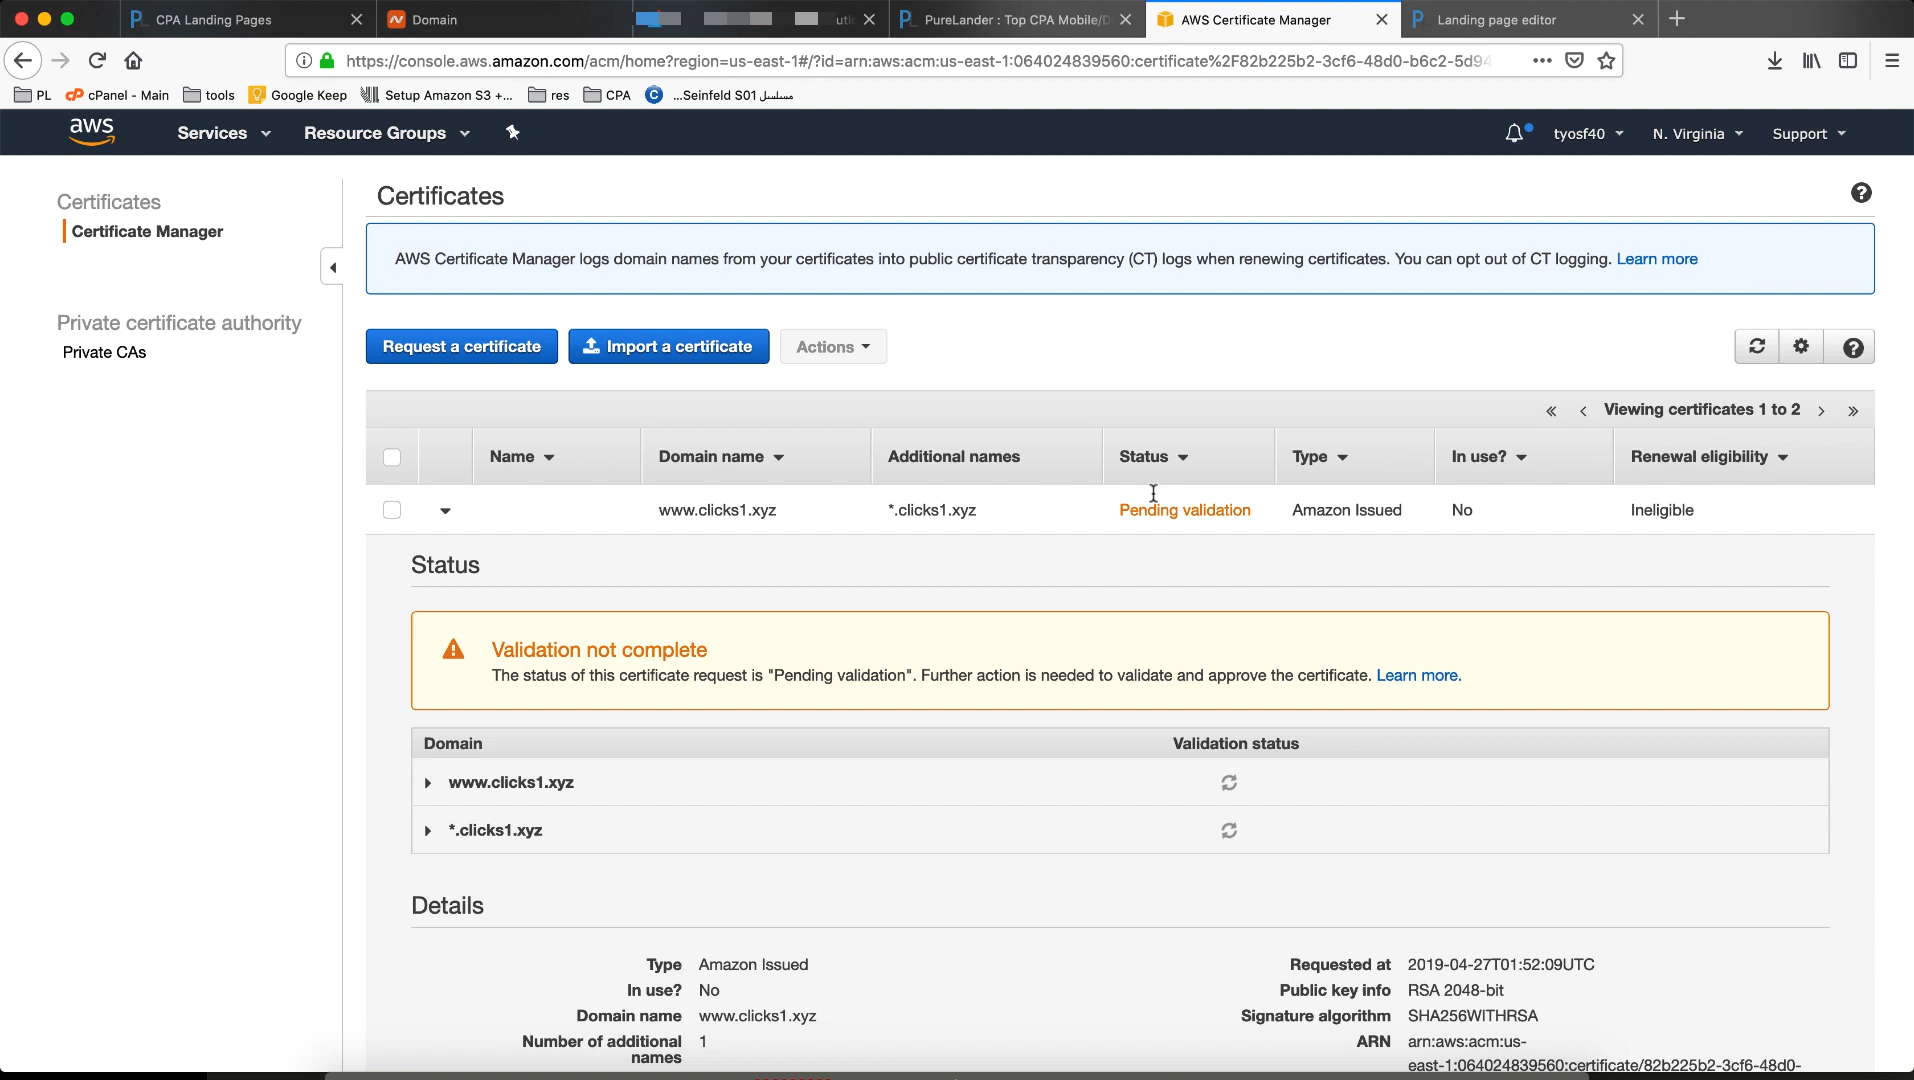 CPA Landing Pages
Domain
PureLander : Top CPA Mobile/D
AWS Certificate Manager
Landing page editor
https://console.aws.amazon.com/acm/home?region=us-east-1#/?id=arn:aws:acm:us-east-1:064024839560:certificate%2F82b225b2-3cf6-48d0-b6c2-5d94
PL
cPanel - Main
tools
Google Keep
Setup Amazon S3 +...
res
CPA
...Seinfeld S01 مسلسل
aws
Services
Resource Groups
tyosf40
N. Virginia
Support
Certificates
Certificate Manager
Private certificate authority
Private CAs
Certificates
AWS Certificate Manager logs domain names from your certificates into public certificate transparency (CT) logs when renewing certificates. You can opt out of CT logging. Learn more
Request a certificate
Import a certificate
Actions
« ‹ Viewing certificates 1 to 2 › »
Name
Domain name
Additional names
Status
Type
In use?
Renewal eligibility
www.clicks1.xyz
*.clicks1.xyz
Pending validation
Amazon Issued
No
Ineligible
Status
Validation not complete
The status of this certificate request is "Pending validation". Further action is needed to validate and approve the certificate. Learn more.
Domain
Validation status
www.clicks1.xyz
*.clicks1.xyz
Details
Type Amazon Issued
In use? No
Domain name www.clicks1.xyz
Number of additional names 1
Requested at 2019-04-27T01:52:09UTC
Public key info RSA 2048-bit
Signature algorithm SHA256WITHRSA
ARN arn:aws:acm:us-
east-1:064024839560:certificate/82b225b2-3cf6-48d0-